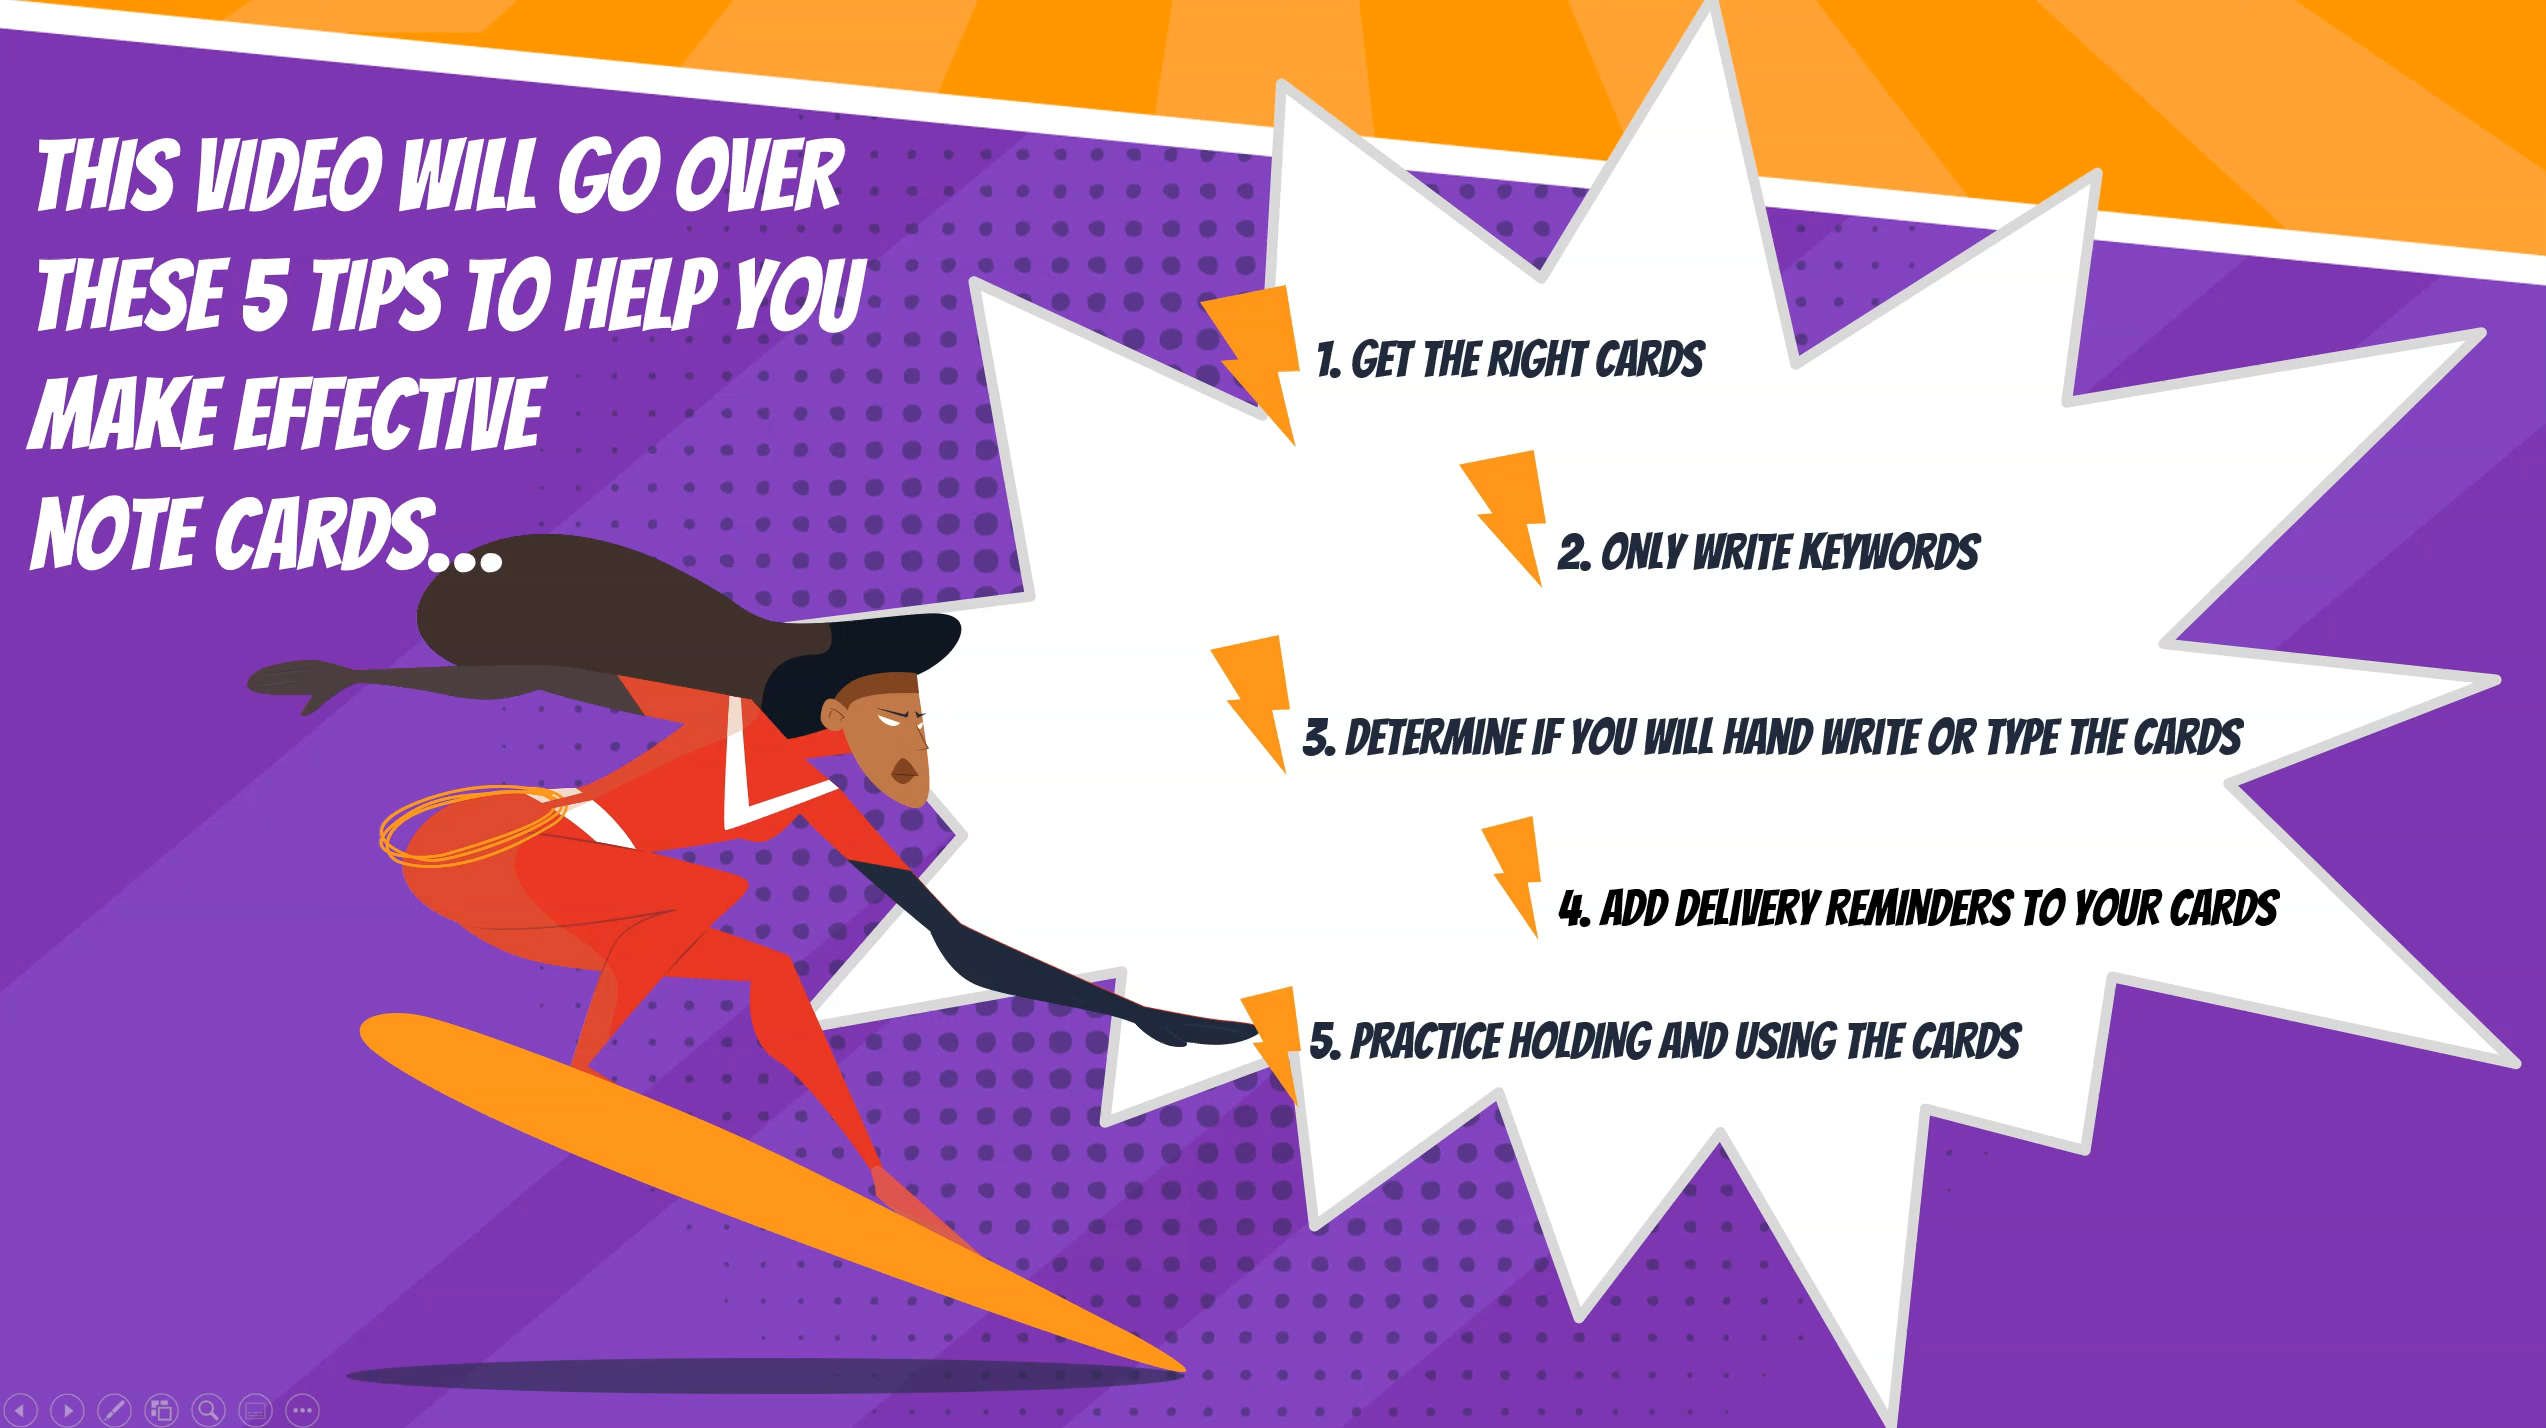 THIS VIDEO WILL GO OVER
THESE 5 TIPS TO HELP YOU
MAKE EFFECTIVE
NOTE CARDS...
1. GET THE RIGHT CARDS
2. ONLY WRITE KEYWORDS
3. DETERMINE IF YOU WILL HAND WRITE OR TYPE THE CARDS
4. ADD DELIVERY REMINDERS TO YOUR CARDS
5. PRACTICE HOLDING AND USING THE CARDS